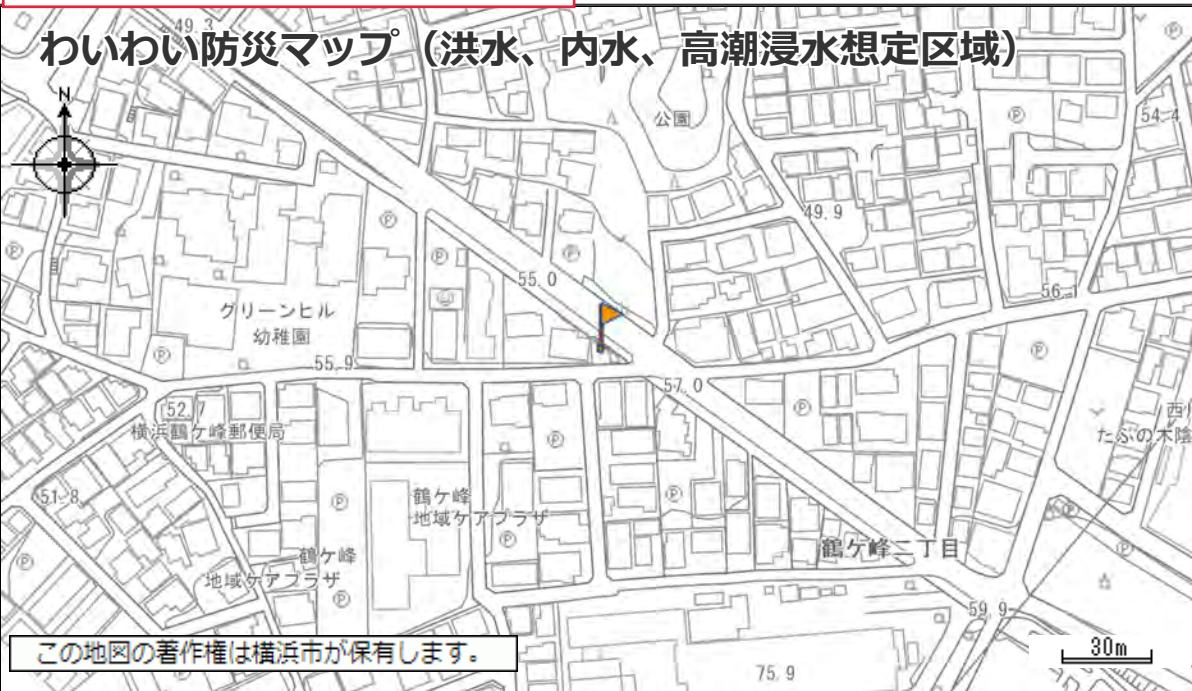 49.3
わいわい防災マップ（洪水、内水、高潮浸水想定区域）
N
公園
54.4
49.9
55.0
56.1
グリーンヒル
幼稚園
55.9
57.0
52.7
横浜鶴ケ峰郵便局
たぶの木陰
51.8
鶴ケ峰
地域ケアプラザ
鶴ケ峰二丁目
鶴ケ峰
地域ケアプラザ
59.9
この地図の著作権は横浜市が保有します。
30m
75.9